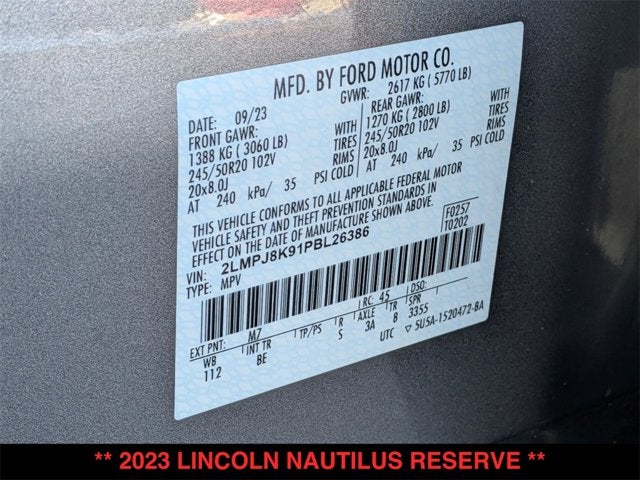 MFD. BY FORD MOTOR CO.
DATE: 09/23 GVWR: 2617 KG ( 5770 LB)
FRONT GAWR: REAR GAWR:
1388 KG ( 3060 LB) WITH 1270 KG ( 2800 LB) WITH
245/50R20 102V TIRES 245/50R20 102V TIRES
20x8.0J RIMS 20x8.0J RIMS
AT 240 kPa/ 35 PSI COLD AT 240 kPa/ 35 PSI COLD
THIS VEHICLE CONFORMS TO ALL APPLICABLE FEDERAL MOTOR
VEHICLE SAFETY AND THEFT PREVENTION STANDARDS IN
EFFECT ON THE DATE OF MANUFACTURE SHOWN ABOVE.
VIN: 2LMPJ8K91PBL26386 F0257
TYPE: MPV T0202
EXT PNT: M7 RC: 45 DSO:
WB INT TR TP/PS R AXLE TR SPR
112 BE S 3A B 3355
UTC ▽ 5U5A-1520472-BA
** 2023 LINCOLN NAUTILUS RESERVE **